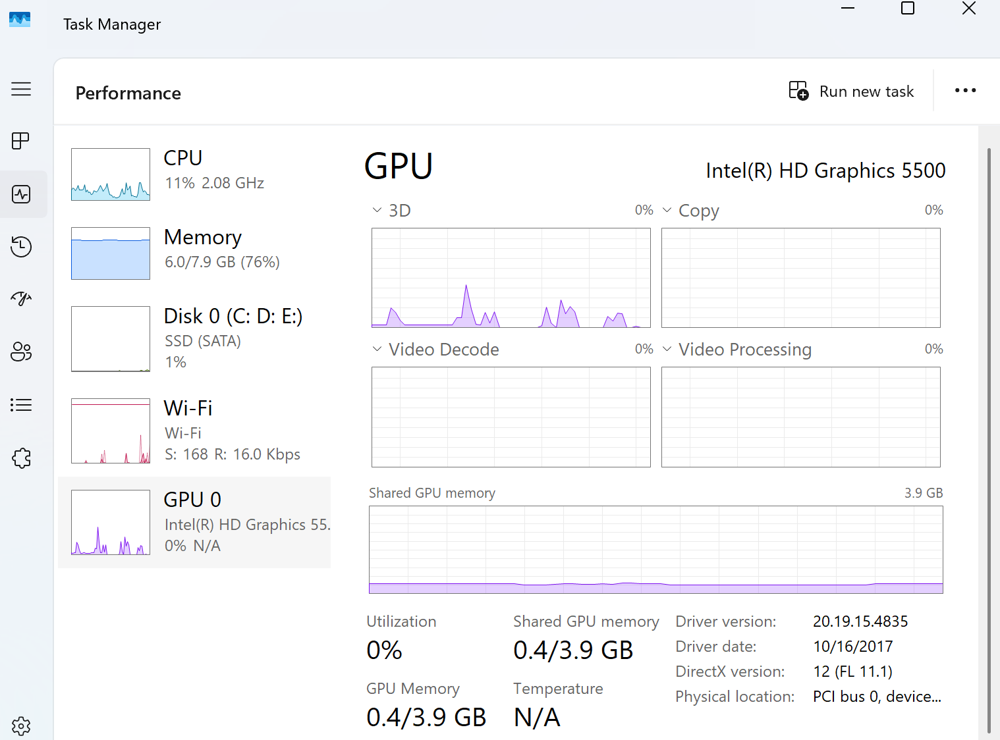 Task Manager
Performance
Run new task
CPU
11% 2.08 GHz
Memory
6.0/7.9 GB (76%)
Disk 0 (C: D: E:)
SSD (SATA)
1%
Wi-Fi
Wi-Fi
S: 168 R: 16.0 Kbps
GPU 0
Intel(R) HD Graphics 55.
0% N/A
GPU
Intel(R) HD Graphics 5500
3D 0%
Copy 0%
Video Decode 0%
Video Processing 0%
Shared GPU memory 3.9 GB
Utilization
0%
Shared GPU memory
0.4/3.9 GB
GPU Memory
0.4/3.9 GB
Temperature
N/A
Driver version: 20.19.15.4835
Driver date: 10/16/2017
DirectX version: 12 (FL 11.1)
Physical location: PCI bus 0, device...